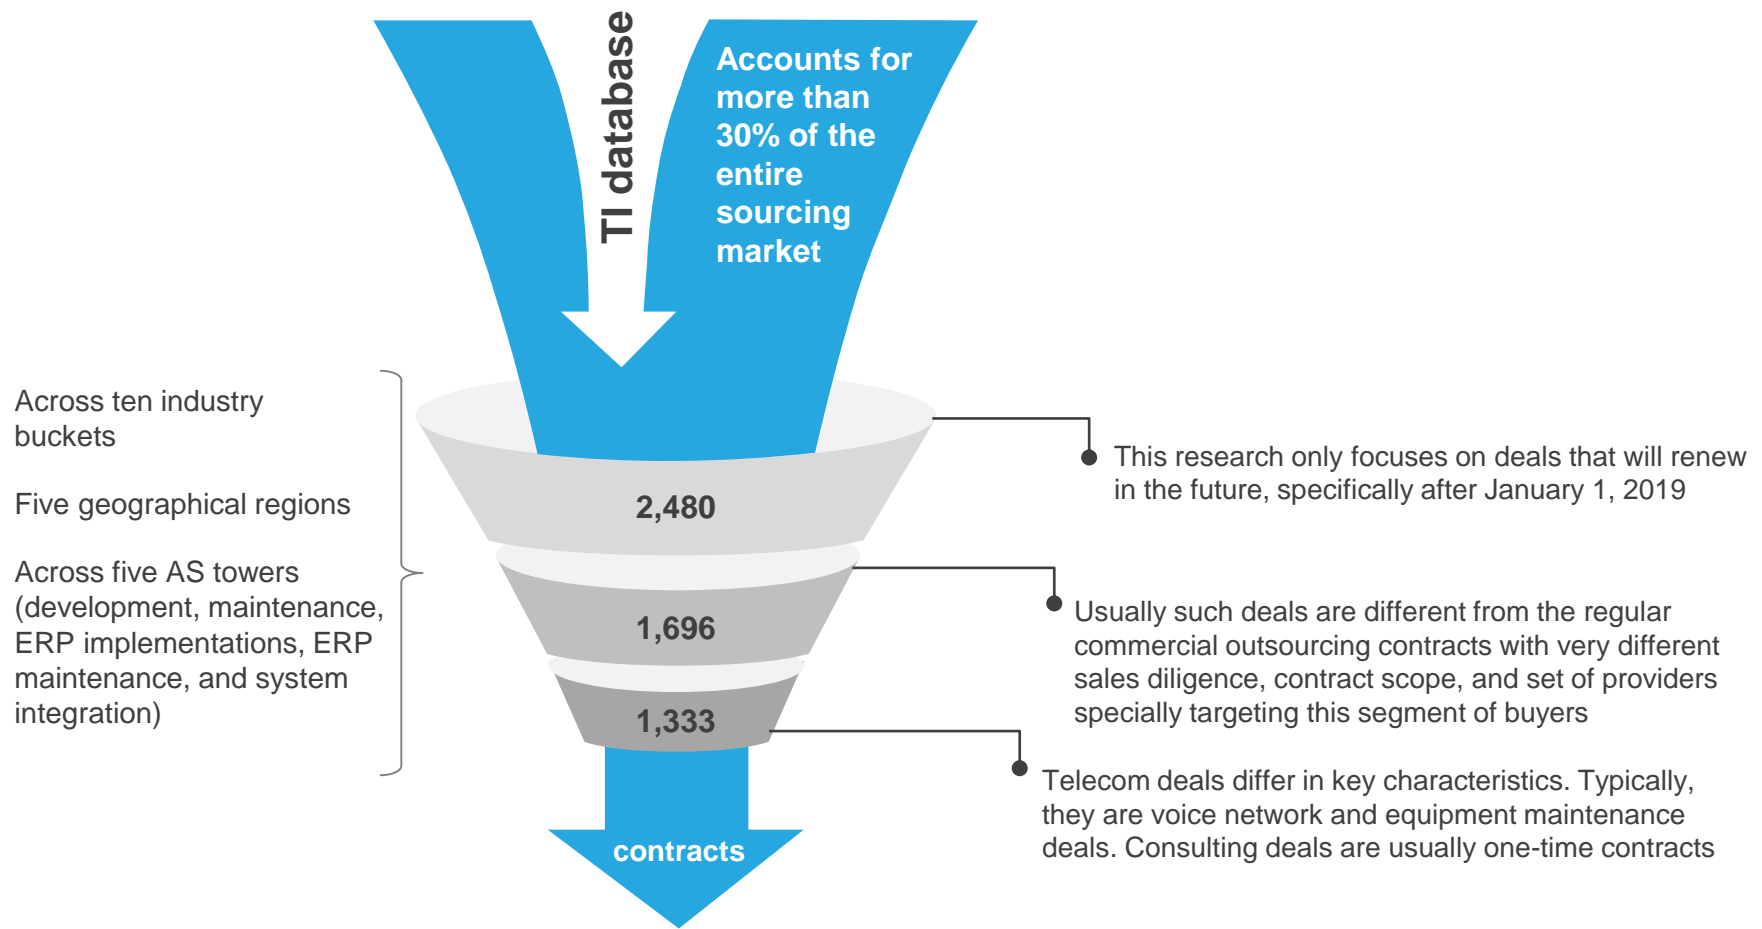 TI database
Accounts for
more than
30% of the
entire
sourcing
market
Across ten industry
buckets
Five geographical regions
Across five AS towers
(development, maintenance,
ERP implementations, ERP
maintenance, and system
integration)
2,480
1,696
1,333
contracts
This research only focuses on deals that will renew
in the future, specifically after January 1, 2019
Usually such deals are different from the regular
commercial outsourcing contracts with very different
sales diligence, contract scope, and set of providers
specially targeting this segment of buyers
Telecom deals differ in key characteristics. Typically,
they are voice network and equipment maintenance
deals. Consulting deals are usually one-time contracts